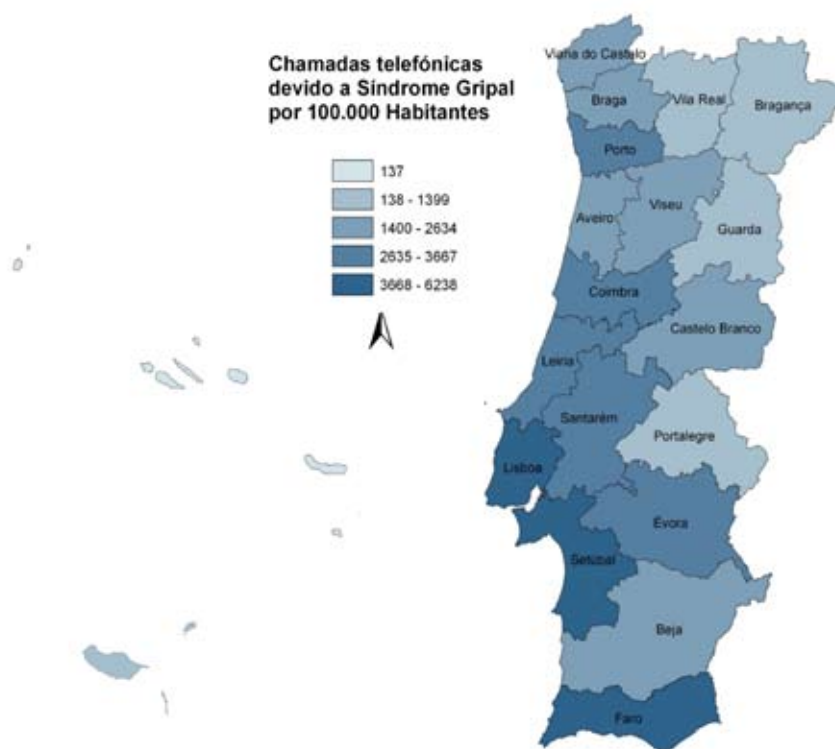 Chamadas telefónicas
devido a Síndrome Gripal
por 100.000 Habitantes
137
138 - 1399
1400 - 2634
2635 - 3667
3668 - 6238
Viana do Castelo
Braga
Vila Real
Bragança
Porto
Aveiro
Viseu
Guarda
Coimbra
Castelo Branco
Leiria
Santarém
Portalegre
Lisboa
Évora
Setúbal
Beja
Faro